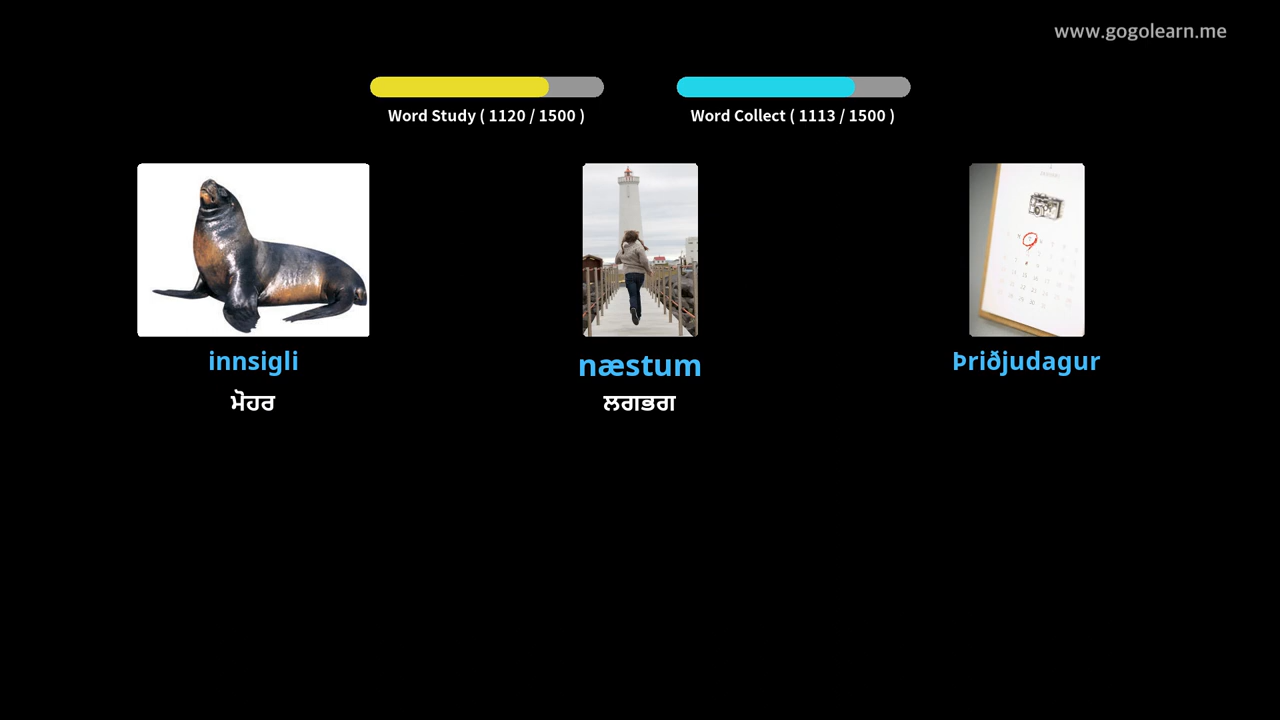 www.gogolearn.me
Word Study ( 1120 / 1500 )
Word Collect ( 1113 / 1500 )
innsigli
næstum
Þriðjudagur
ਮੋਹਰ
ਲਗਭਗ